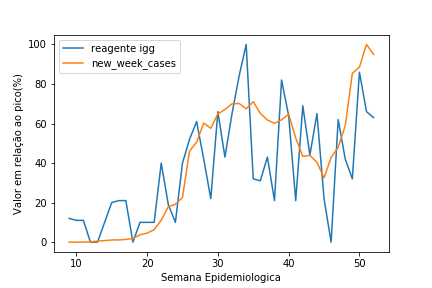 reagente igg
new_week_cases
Valor em relação ao pico(%)
100
80
60
40
20
0
10 20 30 40 50
Semana Epidemiologica